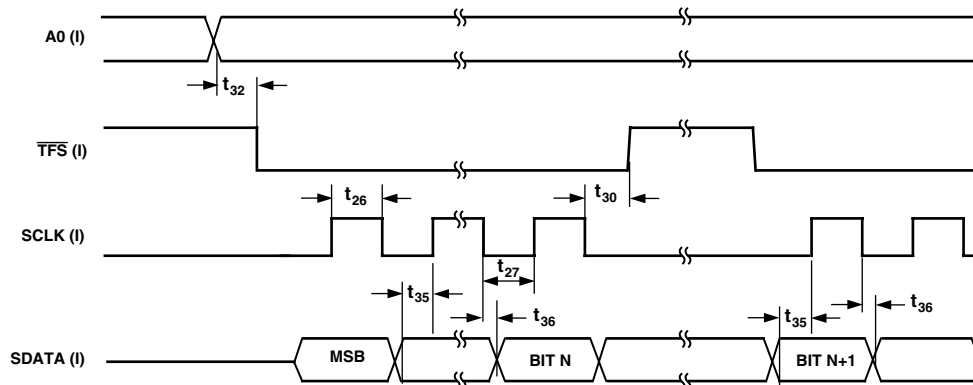 A0 (I)
t32
TFS (I)
t26
t30
SCLK (I)
t27
t35
t36
t35
t36
SDATA (I)
MSB
BIT N
BIT N+1